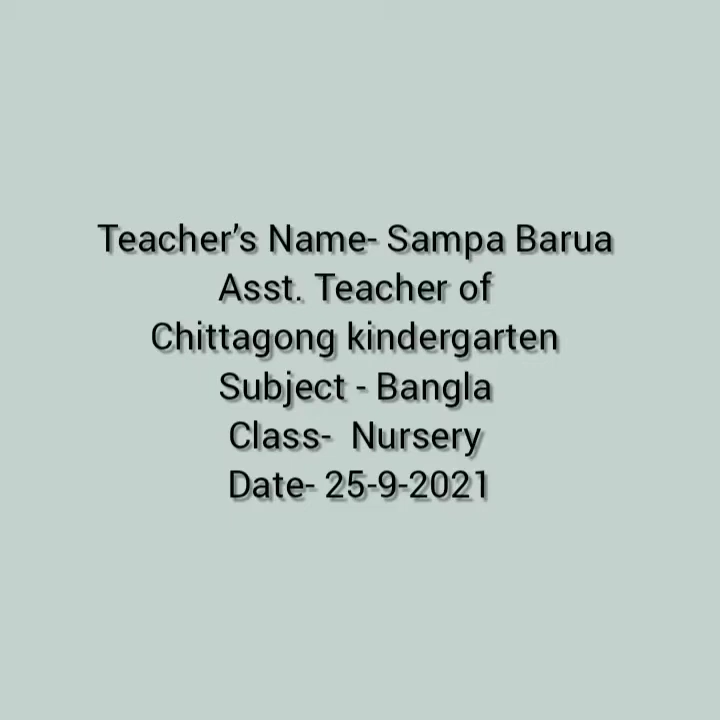 Teacher’s Name- Sampa Barua
Asst. Teacher of
Chittagong kindergarten
Subject - Bangla
Class-  Nursery
Date- 25-9-2021